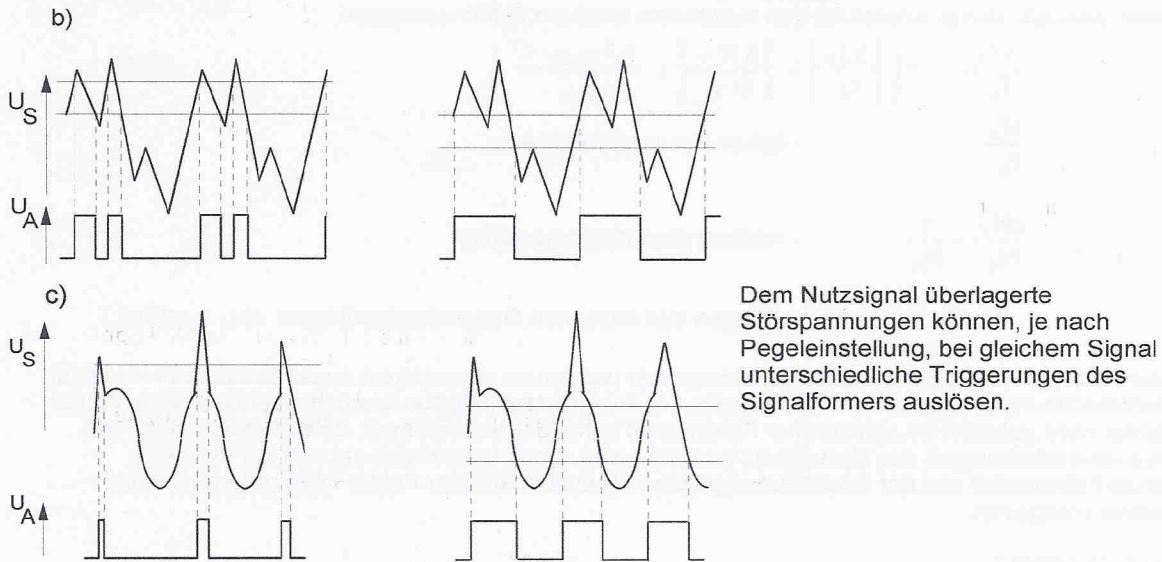 b)
U_S
U_A
c)
U_S
U_A
Dem Nutzsignal überlagerte
Störspannungen können, je nach
Pegeleinstellung, bei gleichem Signal
unterschiedliche Triggerungen des
Signalformers auslösen.